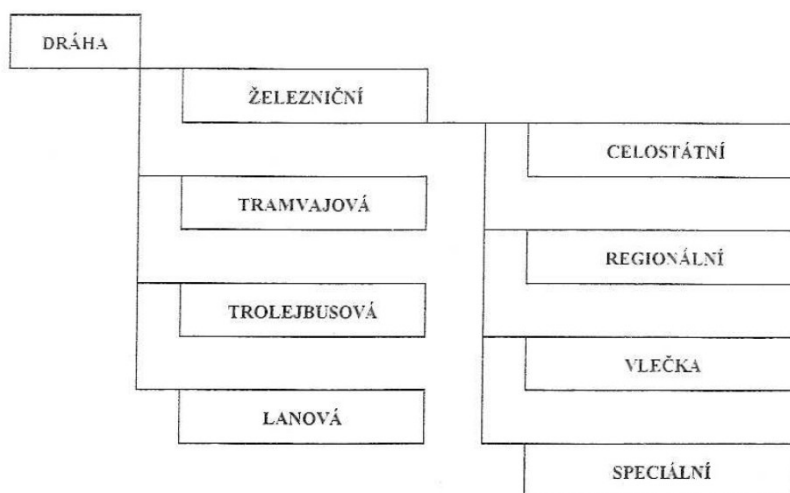 DRÁHA
ŽELEZNIČNÍ
CELOSTÁTNÍ
TRAMVAJOVÁ
REGIONÁLNÍ
TROLEJBUSOVÁ
VLEČKA
LANOVÁ
SPECIÁLNÍ